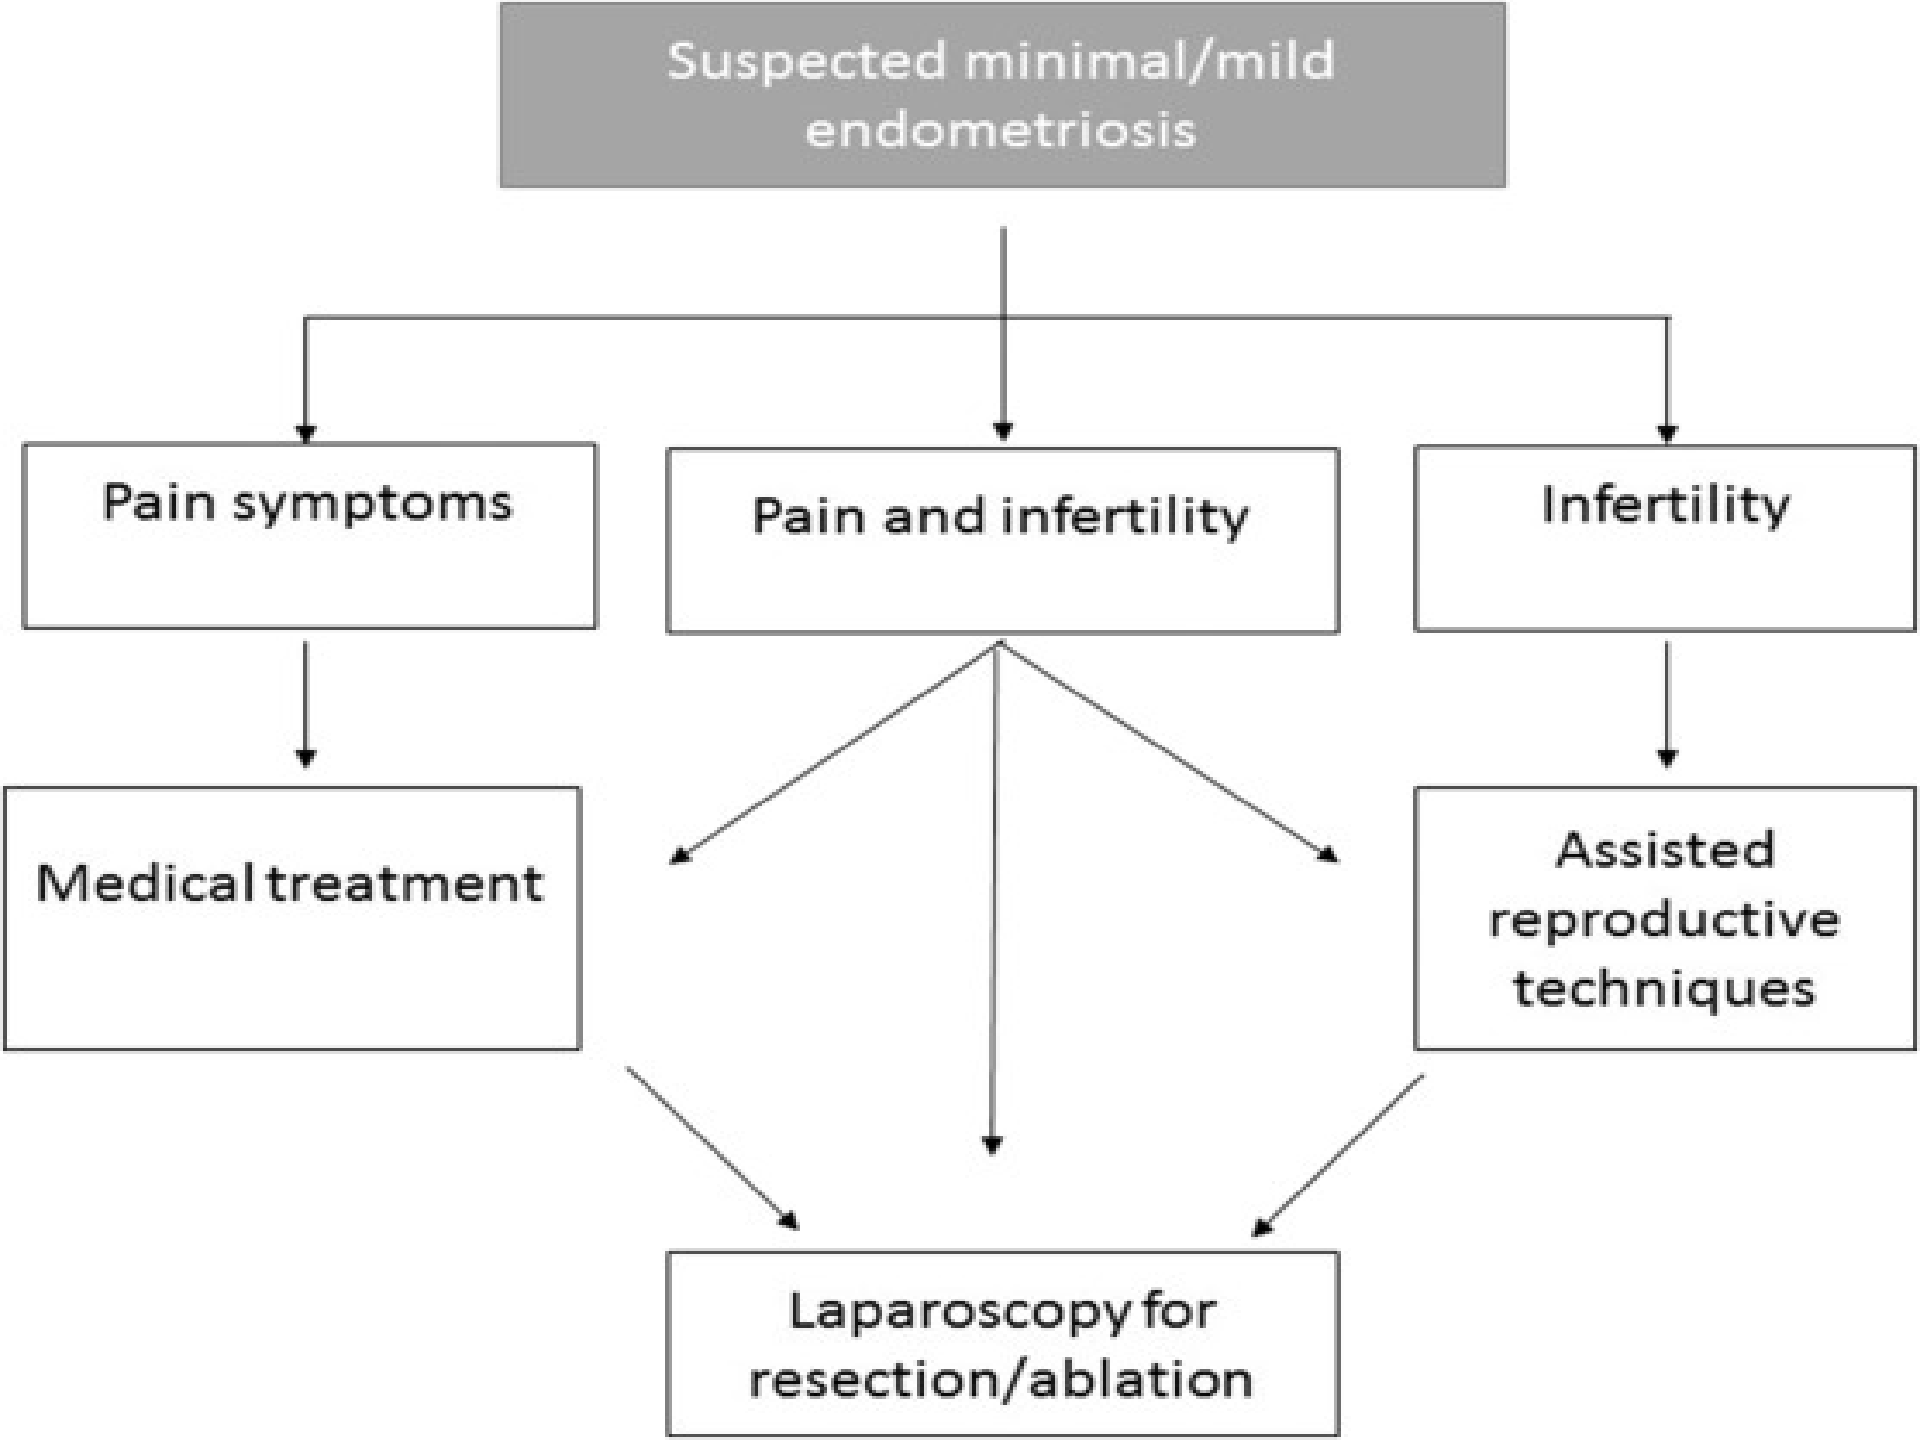 Suspected minimal/mild
endometriosis
Pain symptoms
Pain and infertility
Infertility
Medical treatment
Assisted
reproductive
techniques
Laparoscopy for
resection/ablation